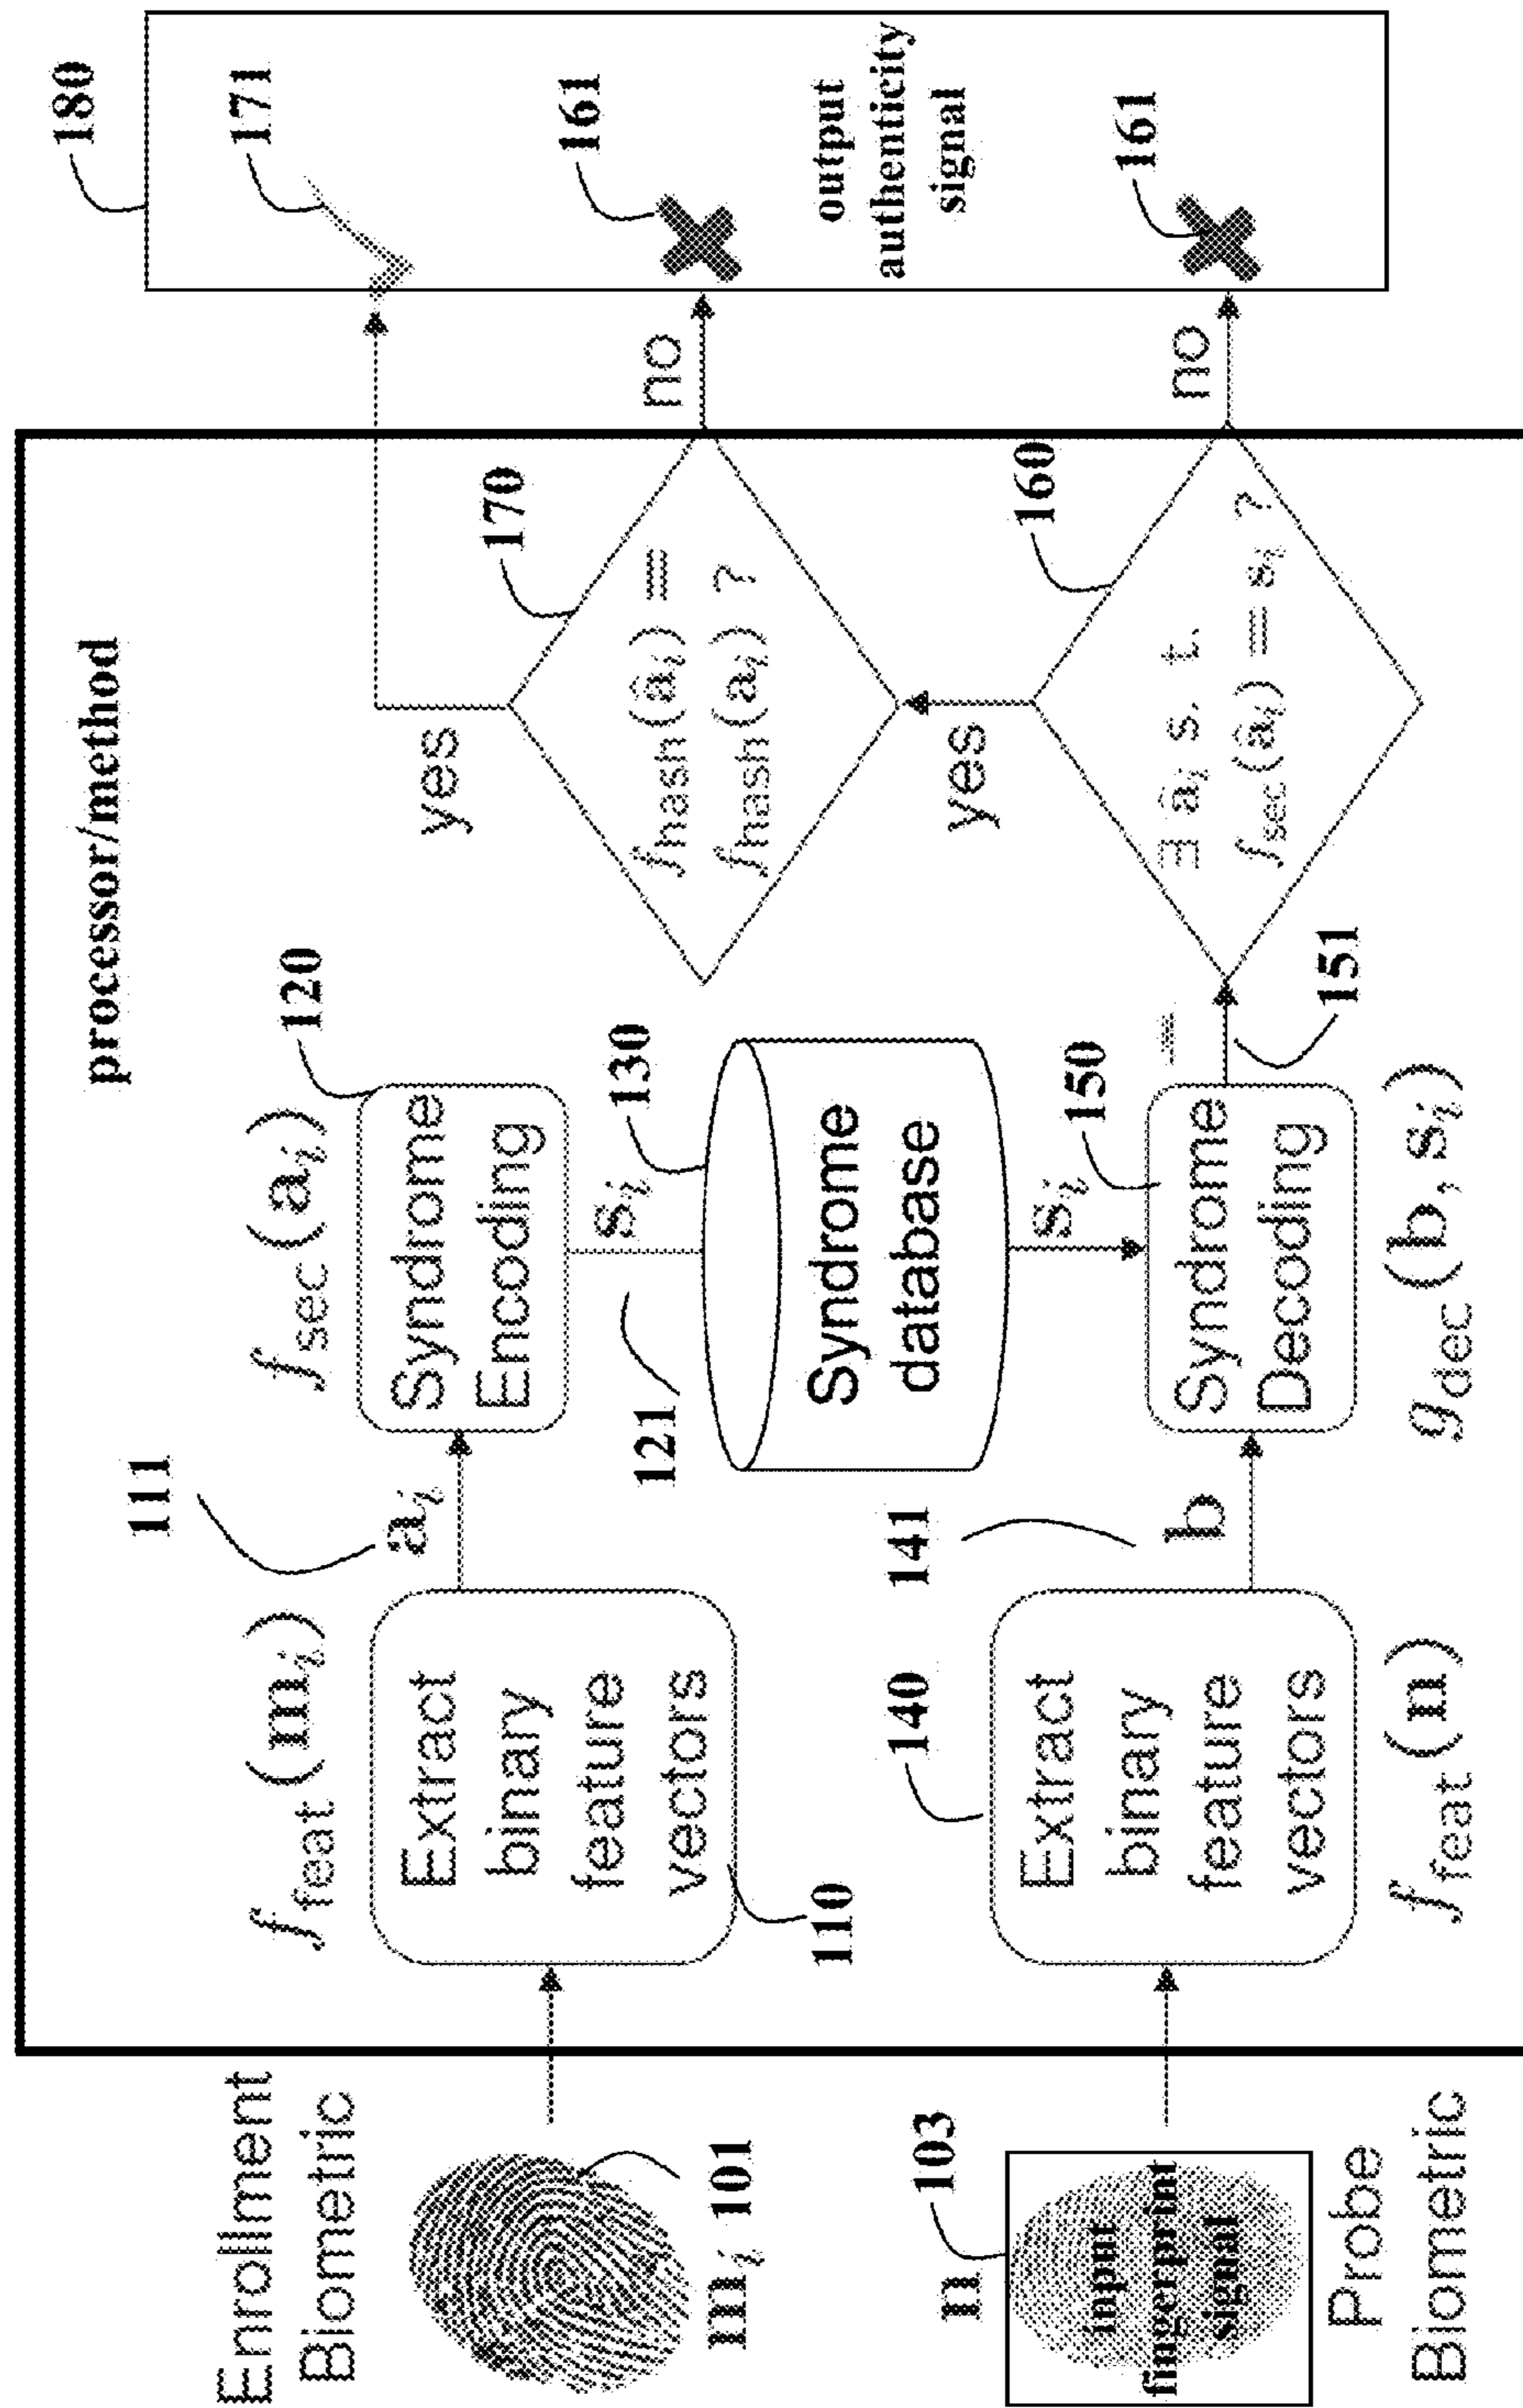 processor/method
180
171
161
output
authenticity
signal
161
Enrollment
Biometric
m_i 101
f_feat(m_i)
Extract
binary
feature
vectors
110
111
a_i
f_sec(a_i)
Syndrome
Encoding
120
s_i
121
130
Syndrome
database
s_i
150
Syndrome
Decoding
g_dec(b, s_i)
151
170
f_hash(â_i) =
f_hash(a_i) ?
yes
no
160
∃ â_i s. t.
f_sec(â_i) = s_i ?
yes
no
n
103
input
fingerprint
signal
Probe
Biometric
140
Extract
binary
feature
vectors
f_feat(n)
141
b